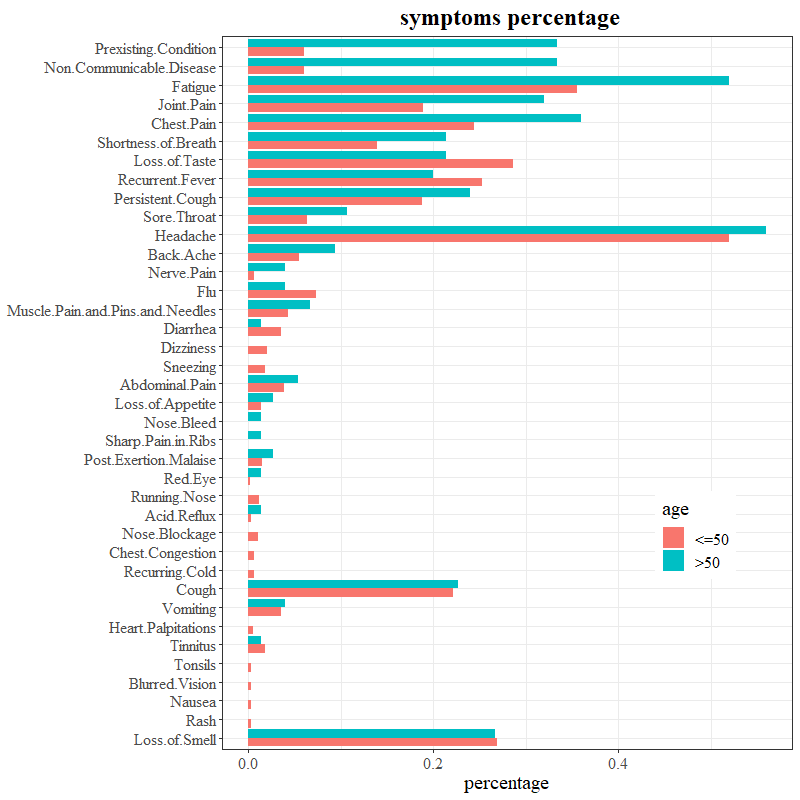 symptoms percentage
Prexisting.Condition
Non.Communicable.Disease
Fatigue
Joint.Pain
Chest.Pain
Shortness.of.Breath
Loss.of.Taste
Recurrent.Fever
Persistent.Cough
Sore.Throat
Headache
Back.Ache
Nerve.Pain
Flu
Muscle.Pain.and.Pins.and.Needles
Diarrhea
Dizziness
Sneezing
Abdominal.Pain
Loss.of.Appetite
Nose.Bleed
Sharp.Pain.in.Ribs
Post.Exertion.Malaise
Red.Eye
Running.Nose
Acid.Reflux
Nose.Blockage
Chest.Congestion
Recurring.Cold
Cough
Vomiting
Heart.Palpitations
Tinnitus
Tonsils
Blurred.Vision
Nausea
Rash
Loss.of.Smell
age
<=50
>50
0.0 0.2 0.4
percentage